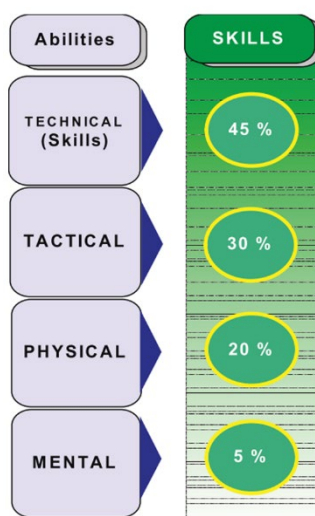 Abilities
SKILLS
TECHNICAL
(Skills)
45 %
TACTICAL
30 %
PHYSICAL
20 %
MENTAL
5 %